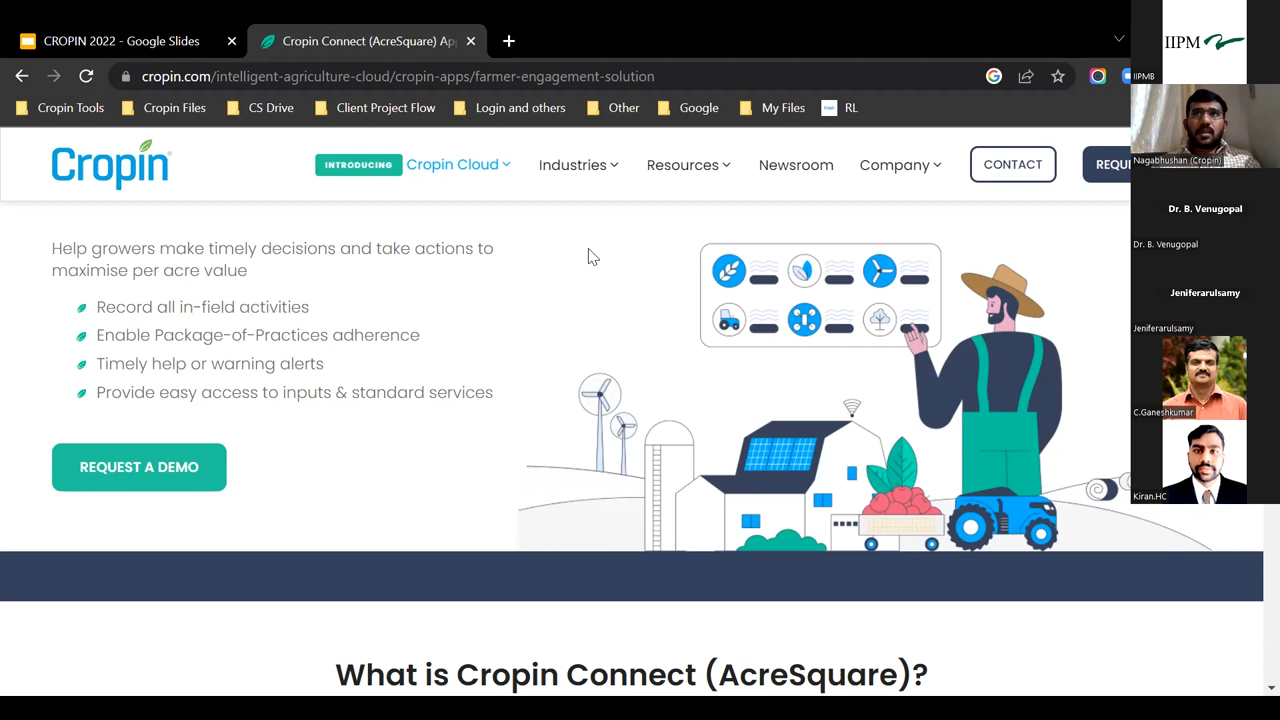 CROPIN 2022 - Google Slides
Cropin Connect (AcreSquare) Ap
cropin.com/intelligent-agriculture-cloud/cropin-apps/farmer-engagement-solution
Cropin Tools
Cropin Files
CS Drive
Client Project Flow
Login and others
Other
Google
My Files
RL
Cropin
INTRODUCING Cropin Cloud
Industries
Resources
Newsroom
Company
CONTACT
REQU
Help growers make timely decisions and take actions to
maximise per acre value
Record all in-field activities
Enable Package-of-Practices adherence
Timely help or warning alerts
Provide easy access to inputs & standard services
REQUEST A DEMO
What is Cropin Connect (AcreSquare)?
IIPM
IIPMB
Nagabhushan (Cropin)
Dr. B. Venugopal
Dr. B. Venugopal
Jeniferarulsamy
Jeniferarulsamy
C.Ganeshkumar
Kiran.HC